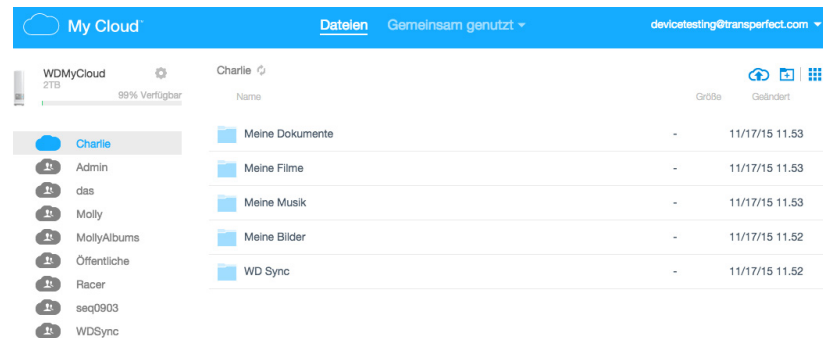 My Cloud™ Dateien Gemeinsam genutzt devicetesting@transperfect.com
WDMyCloud
2TB
99% Verfügbar
Charlie
Admin
das
Molly
MollyAlbums
Öffentliche
Racer
seq0903
WDSync
Charlie
Name Größe Geändert
Meine Dokumente - 11/17/15 11.53
Meine Filme - 11/17/15 11.53
Meine Musik - 11/17/15 11.53
Meine Bilder - 11/17/15 11.52
WD Sync - 11/17/15 11.52